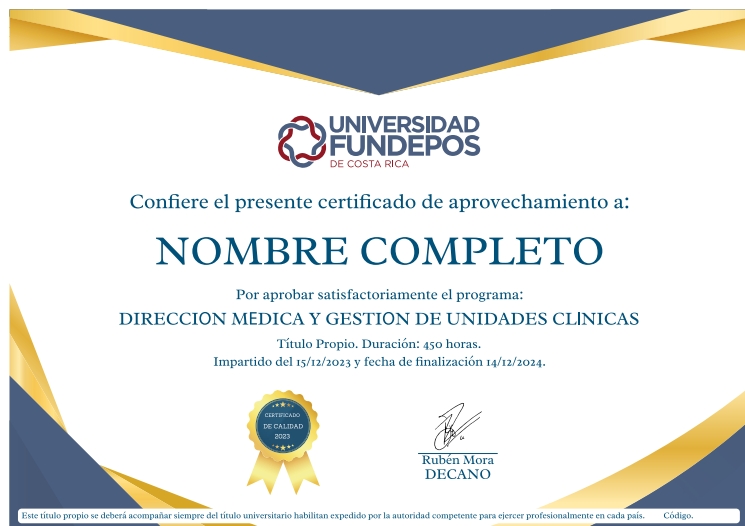 UNIVERSIDAD
FUNDEPOS
DE COSTA RICA
Confiere el presente certificado de aprovechamiento a:
NOMBRE COMPLETO
Por aprobar satisfactoriamente el programa:
DIRECCION MEDICA Y GESTION DE UNIDADES CLÍNICAS
Título Propio. Duración: 450 horas.
Impartido del 15/12/2023 y fecha de finalización 14/12/2024.
CERTIFICADO
DE CALIDAD
2023
Rubén Mora
DECANO
Este titulo propio se deberá acompañar siempre del título universitario habilitan expedido por la autoridad competente para ejercer profesionalmente en cada país. Código.